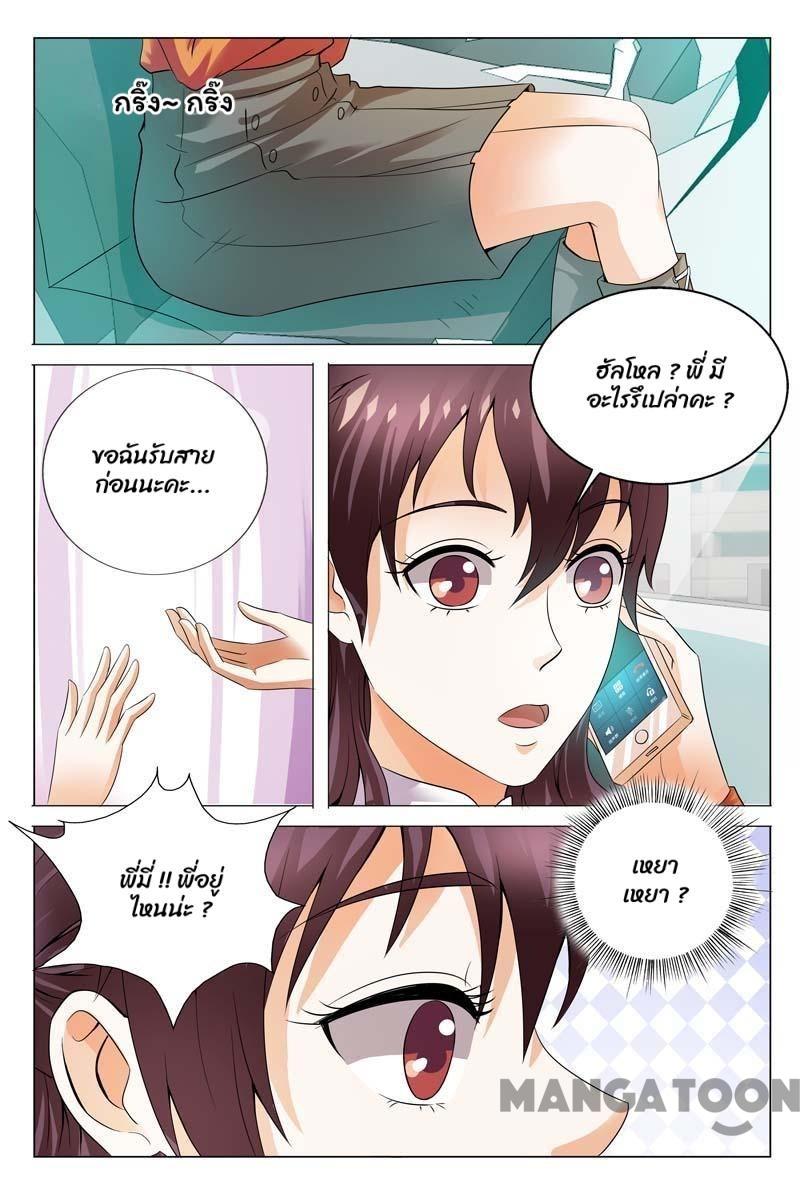 กริ๊ง~ กริ๊ง
ขอฉันรับสาย
ก่อนนะคะ...
ฮัลโหล ? พี่ มี่
อะไรรึเปล่าคะ ?
พี่มี่ !! พี่อยู่
ไหนน่ะ ?
เหยา
เหยา ?
MANGATOON